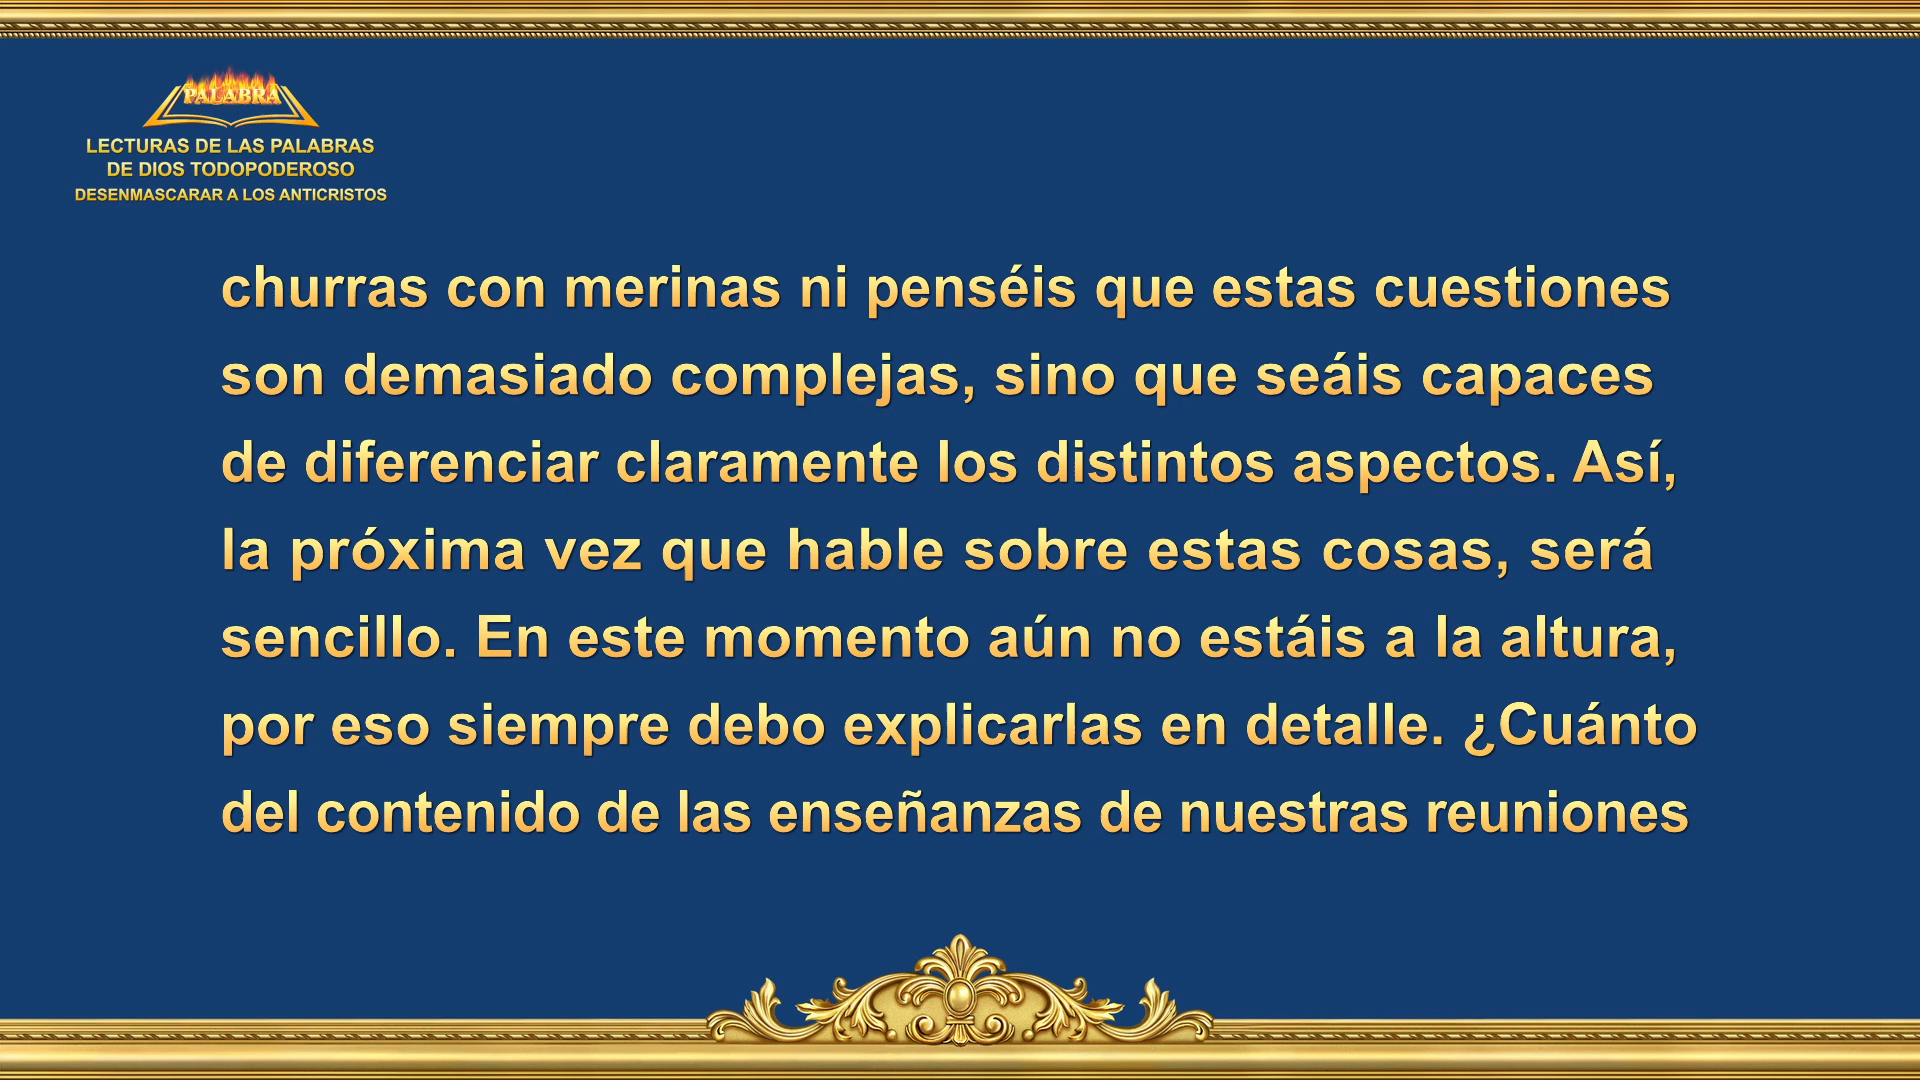 PALABRA
LECTURAS DE LAS PALABRAS
DE DIOS TODOPODEROSO
DESENMASCARAR A LOS ANTICRISTOS
churras con merinas ni penséis que estas cuestiones
son demasiado complejas, sino que seáis capaces
de diferenciar claramente los distintos aspectos. Así,
la próxima vez que hable sobre estas cosas, será
sencillo. En este momento aún no estáis a la altura,
por eso siempre debo explicarlas en detalle. ¿Cuánto
del contenido de las enseñanzas de nuestras reuniones